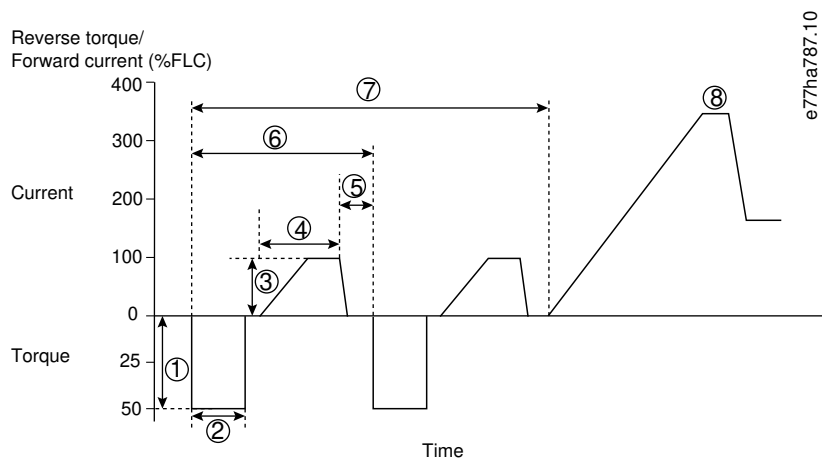 Reverse torque/
Forward current (%FLC)
e77ha787.10
400
⑦
⑧
300
⑥
Current
200
⑤
④
100
③
0
Torque
①
25
50
②
Time